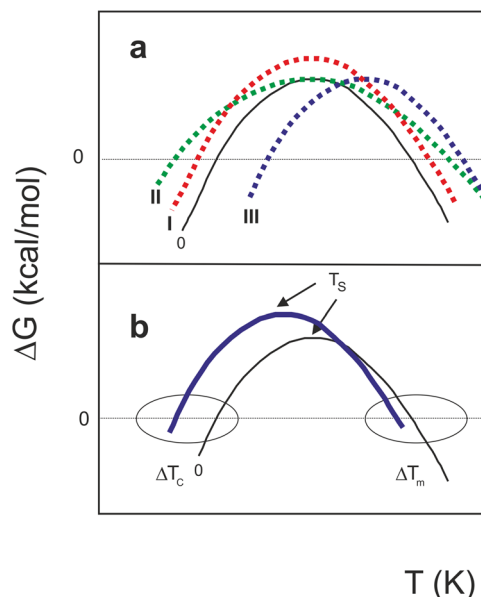 a
0
II
I
0
III
ΔG (kcal/mol)
b
T_S
0
ΔT_C
0
ΔT_m
T (K)